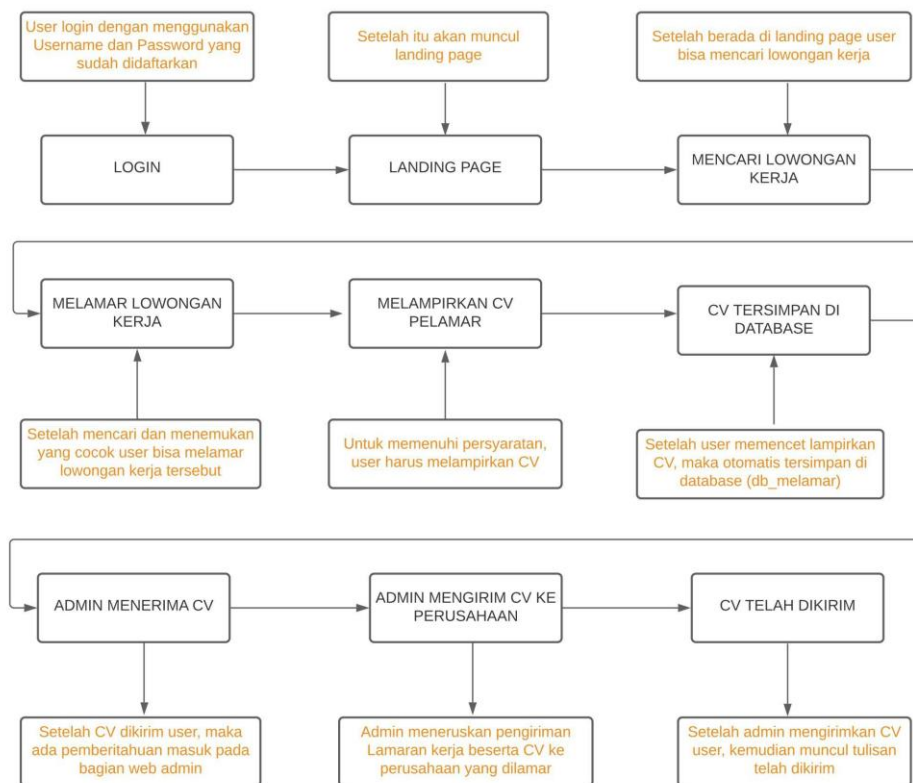 User login dengan menggunakan
Username dan Password yang
sudah didaftarkan
Setelah itu akan muncul
landing page
Setelah berada di landing page user
bisa mencari lowongan kerja
LOGIN
LANDING PAGE
MENCARI LOWONGAN
KERJA
MELAMAR LOWONGAN
KERJA
MELAMPIRKAN CV
PELAMAR
CV TERSIMPAN DI
DATABASE
Setelah mencari dan menemukan
yang cocok user bisa melamar
lowongan kerja tersebut
Untuk memenuhi persyaratan,
user harus melampirkan CV
Setelah user memencet lampirkan
CV, maka otomatis tersimpan di
database (db_melamar)
ADMIN MENERIMA CV
ADMIN MENGIRIM CV KE
PERUSAHAAN
CV TELAH DIKIRIM
Setelah CV dikirim user, maka
ada pemberitahuan masuk pada
bagian web admin
Admin meneruskan pengiriman
Lamaran kerja beserta CV ke
perusahaan yang dilamar
Setelah admin mengirimkan CV
user, kemudian muncul tulisan
telah dikirim